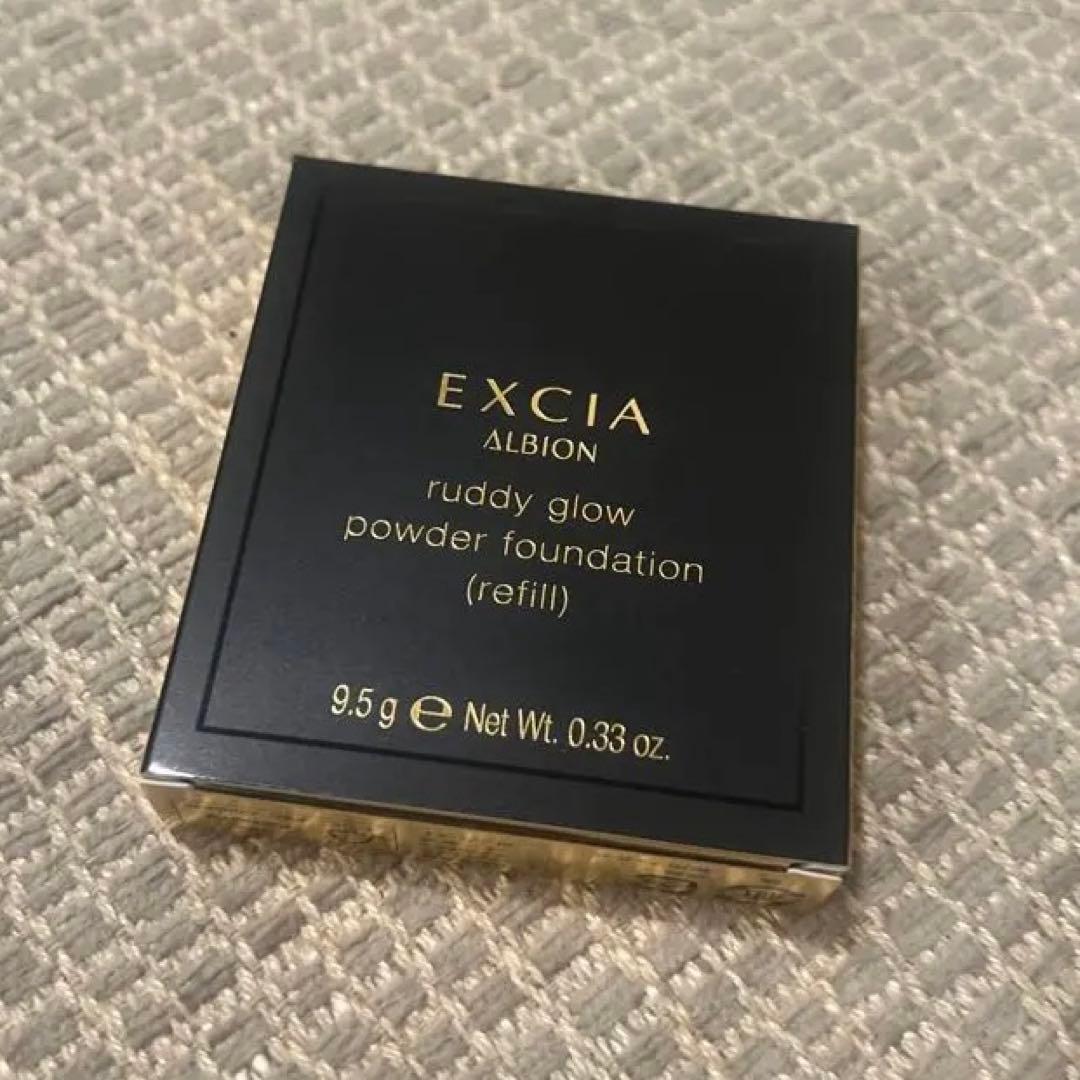 EXCIA
ALBION
ruddy glow
powder foundation
(refill)
9.5 g ℮ Net Wt. 0.33 oz.